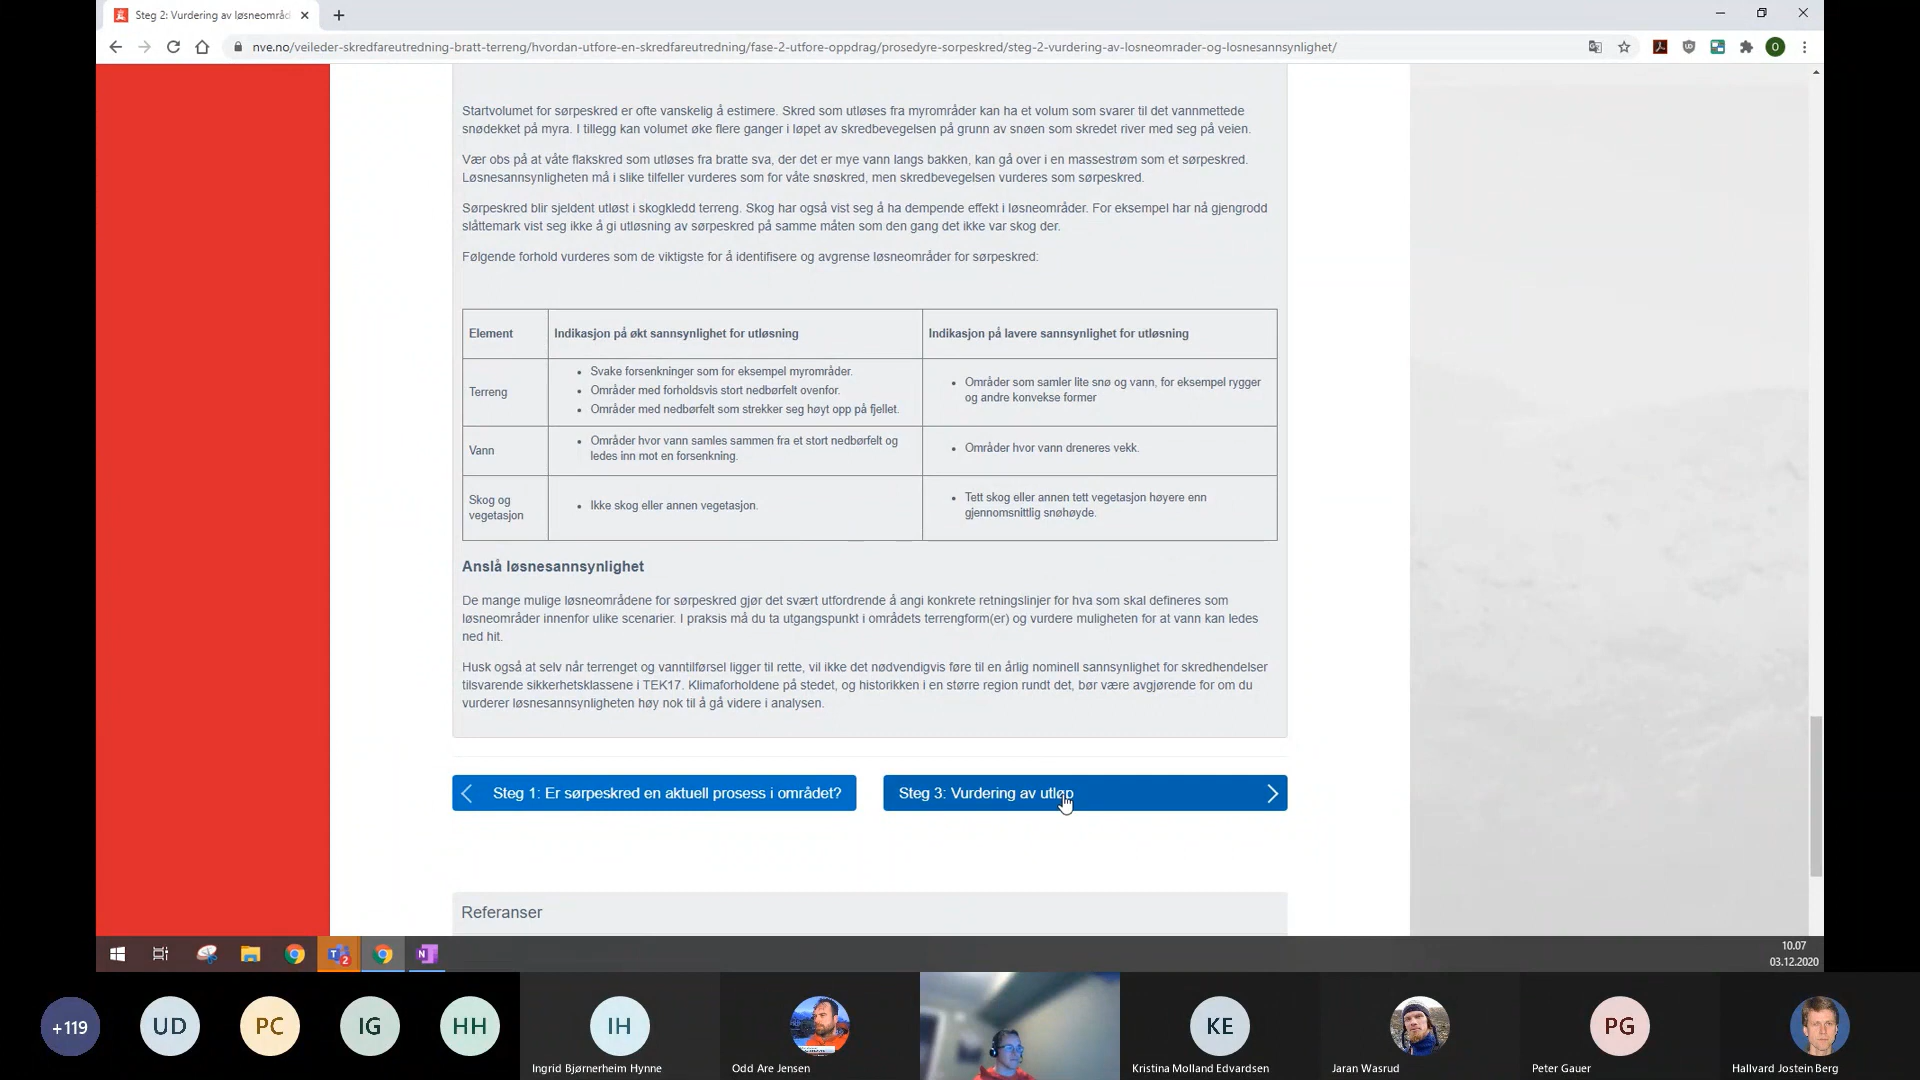 Steg 2: Vurdering av løsneområd
nve.no/veileder-skredfareutredning-bratt-terreng/hvordan-utfore-en-skredfareutredning/fase-2-utfore-oppdrag/prosedyre-sorpeskred/steg-2-vurdering-av-losneomrader-og-losnesannsynlighet/
O
Startvolumet for sørpeskred er ofte vanskelig å estimere. Skred som utløses fra myrområder kan ha et volum som svarer til det vannmettede
snødekket på myra. I tillegg kan volumet øke flere ganger i løpet av skredbevegelsen på grunn av snøen som skredet river med seg på veien.
Vær obs på at våte flakskred som utløses fra bratte sva, der det er mye vann langs bakken, kan gå over i en massestrøm som et sørpeskred.
Løsnesannsynligheten må i slike tilfeller vurderes som for våte snøskred, men skredbevegelsen vurderes som sørpeskred.
Sørpeskred blir sjeldent utløst i skogkledd terreng. Skog har også vist seg å ha dempende effekt i løsneområder. For eksempel har nå gjengrodd
slåttemark vist seg ikke å gi utløsning av sørpeskred på samme måten som den gang det ikke var skog der.
Følgende forhold vurderes som de viktigste for å identifisere og avgrense løsneområder for sørpeskred:
Element
Indikasjon på økt sannsynlighet for utløsning
Indikasjon på lavere sannsynlighet for utløsning
Terreng
Svake forsenkninger som for eksempel myrområder.
Områder med forholdsvis stort nedbørfelt ovenfor.
Områder med nedbørfelt som strekker seg høyt opp på fjellet.
Områder som samler lite snø og vann, for eksempel rygger
og andre konvekse former
Vann
Områder hvor vann samles sammen fra et stort nedbørfelt og
ledes inn mot en forsenkning.
Områder hvor vann dreneres vekk.
Skog og
vegetasjon
Ikke skog eller annen vegetasjon.
Tett skog eller annen tett vegetasjon høyere enn
gjennomsnittlig snøhøyde.
Anslå løsnesannsynlighet
De mange mulige løsneområdene for sørpeskred gjør det svært utfordrende å angi konkrete retningslinjer for hva som skal defineres som
løsneområder innenfor ulike scenarier. I praksis må du ta utgangspunkt i områdets terrengform(er) og vurdere muligheten for at vann kan ledes
ned hit.
Husk også at selv når terrenget og vanntilførsel ligger til rette, vil ikke det nødvendigvis føre til en årlig nominell sannsynlighet for skredhendelser
tilsvarende sikkerhetsklassene i TEK17. Klimaforholdene på stedet, og historikken i en større region rundt det, bør være avgjørende for om du
vurderer løsnesannsynligheten høy nok til å gå videre i analysen.
Steg 1: Er sørpeskred en aktuell prosess i området?
Steg 3: Vurdering av utløp
Referanser
10.07
03.12.2020
+119
UD
PC
IG
HH
IH
KE
PG
Ingrid Bjørnerheim Hynne
Odd Are Jensen
Kristina Molland Edvardsen
Jaran Wasrud
Peter Gauer
Hallvard Jostein Berg